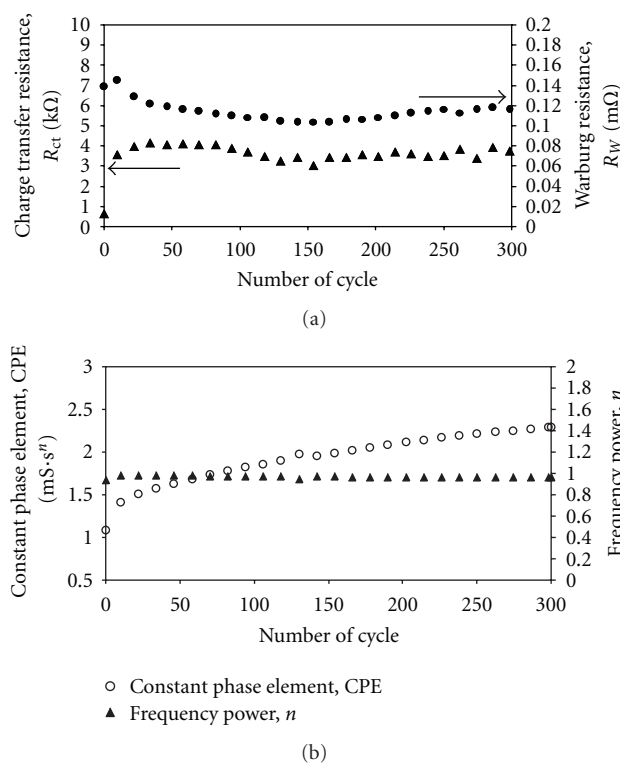 Charge transfer resistance,
R_ct (kΩ)
10
9
8
7
6
5
4
3
2
1
0
0.2
0.18
0.16
0.14
0.12
0.1
0.08
0.06
0.04
0.02
0
Warburg resistance,
R_W (mΩ)
0 50 100 150 200 250 300
Number of cycle
(a)
Constant phase element, CPE
(mS·sⁿ)
3
2.5
2
1.5
1
0.5
2
1.8
1.6
1.4
1.2
1
0.8
0.6
0.4
0.2
0
Frequency power, n
0 50 100 150 200 250 300
Number of cycle
Constant phase element, CPE
Frequency power, n
(b)